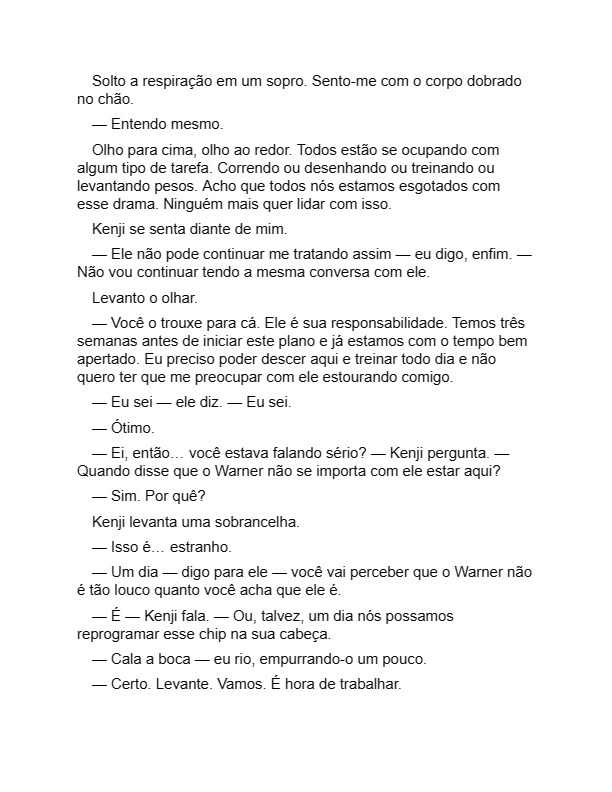 Solto a respiração em um sopro. Sento-me com o corpo dobrado
no chão.
— Entendo mesmo.
Olho para cima, olho ao redor. Todos estão se ocupando com
algum tipo de tarefa. Correndo ou desenhando ou treinando ou
levantando pesos. Acho que todos nós estamos esgotados com
esse drama. Ninguém mais quer lidar com isso.
Kenji se senta diante de mim.
— Ele não pode continuar me tratando assim — eu digo, enfim. —
Não vou continuar tendo a mesma conversa com ele.
Levanto o olhar.
— Você o trouxe para cá. Ele é sua responsabilidade. Temos três
semanas antes de iniciar este plano e já estamos com o tempo bem
apertado. Eu preciso poder descer aqui e treinar todo dia e não
quero ter que me preocupar com ele estourando comigo.
— Eu sei — ele diz. — Eu sei.
— Ótimo.
— Ei, então… você estava falando sério? — Kenji pergunta. —
Quando disse que o Warner não se importa com ele estar aqui?
— Sim. Por quê?
Kenji levanta uma sobrancelha.
— Isso é… estranho.
— Um dia — digo para ele — você vai perceber que o Warner não
é tão louco quanto você acha que ele é.
— É — Kenji fala. — Ou, talvez, um dia nós possamos
reprogramar esse chip na sua cabeça.
— Cala a boca — eu rio, empurrando-o um pouco.
— Certo. Levante. Vamos. É hora de trabalhar.